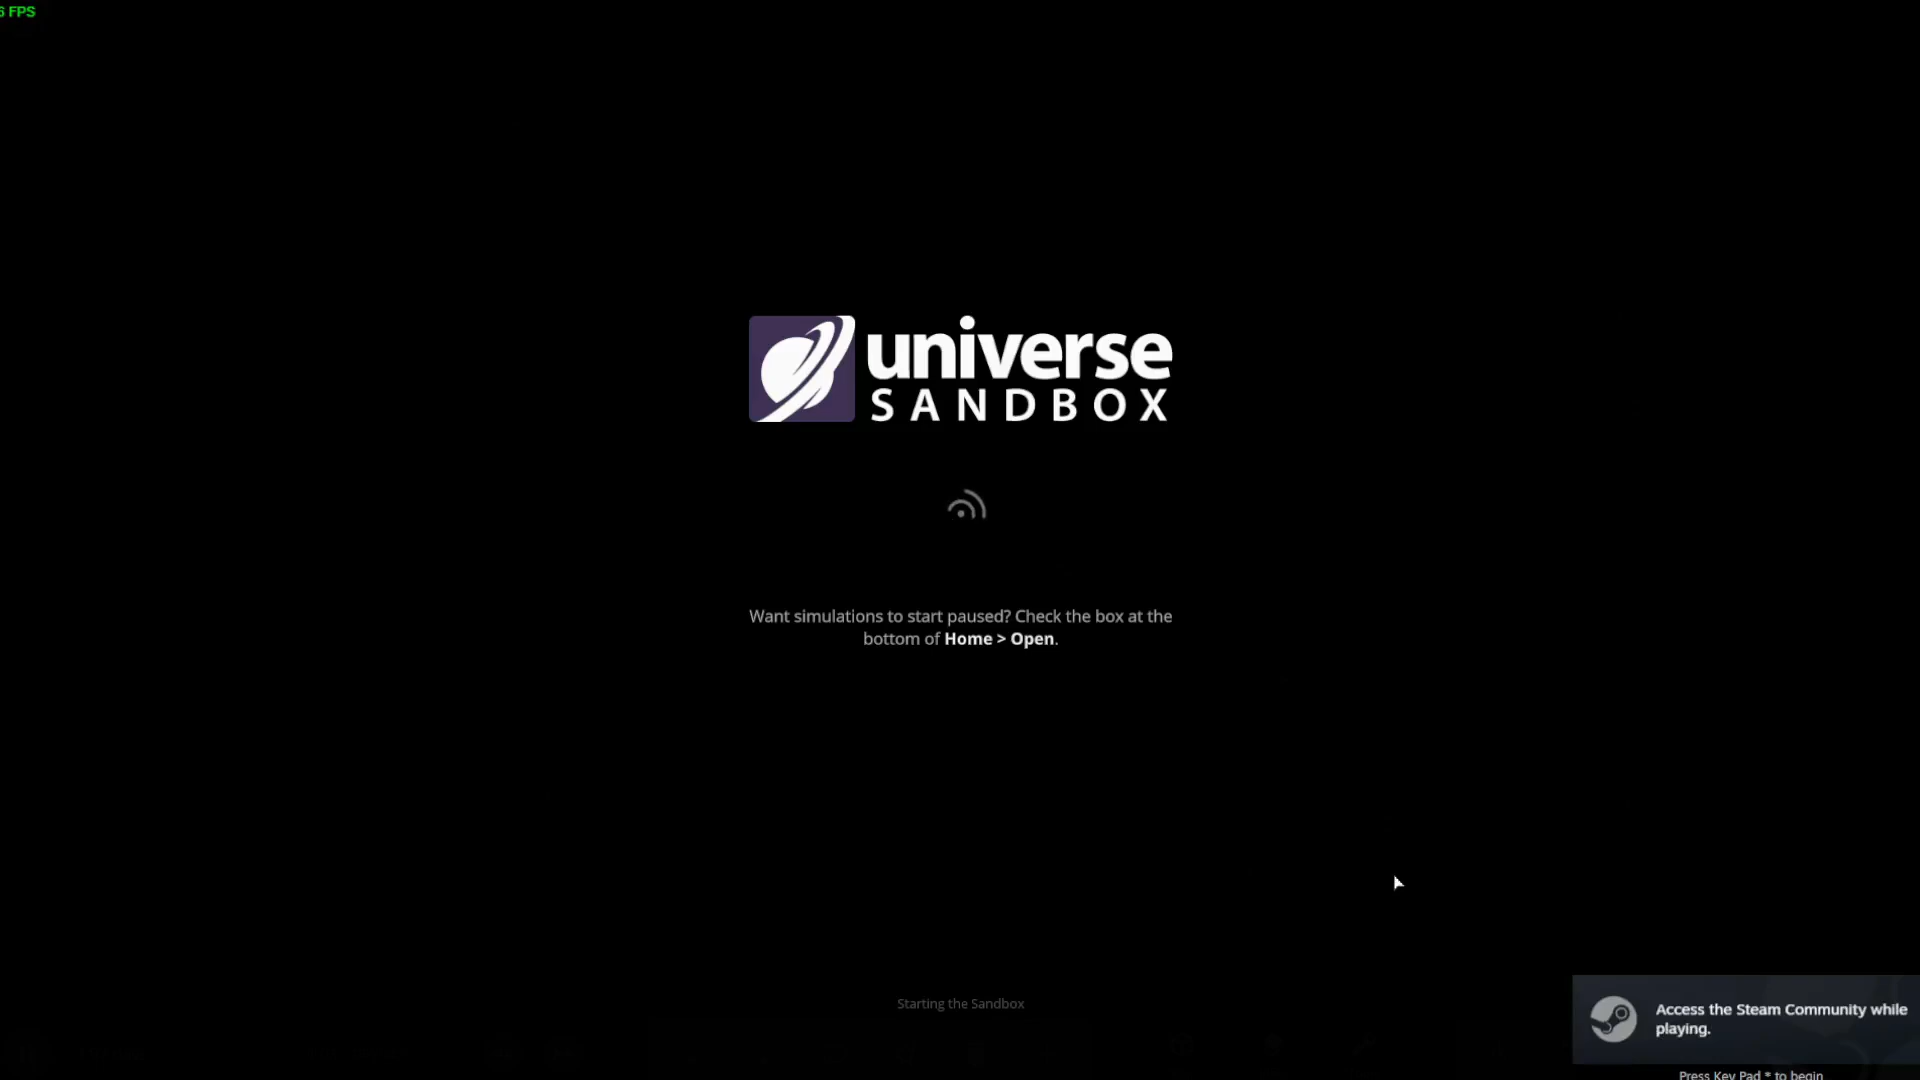 6 FPS
universe
SANDBOX
Want simulations to start paused? Check the box at the
bottom of Home > Open.
Starting the Sandbox
Access the Steam Community while
playing.
Press Key Pad * to begin